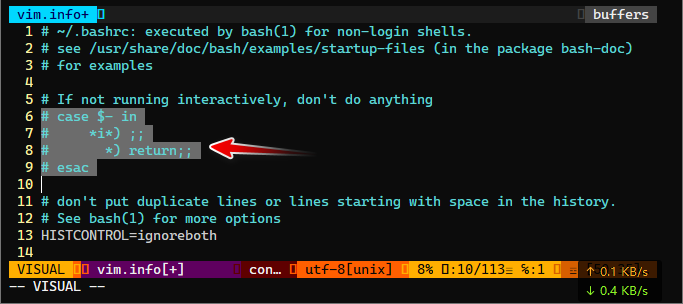 vim.info+ buffers
1 # ~/.bashrc: executed by bash(1) for non-login shells.
2 # see /usr/share/doc/bash/examples/startup-files (in the package bash-doc)
3 # for examples
4
5 # If not running interactively, don't do anything
6 # case $- in
7 #     *i*) ;;
8 #       *) return;;
9 # esac
10
11 # don't put duplicate lines or lines starting with space in the history.
12 # See bash(1) for more options
13 HISTCONTROL=ignoreboth
14
VISUAL vim.info[+] con… utf-8[unix] 8% :10/113≡ %:1
↑ 0.1 KB/s
-- VISUAL --
↓ 0.4 KB/s